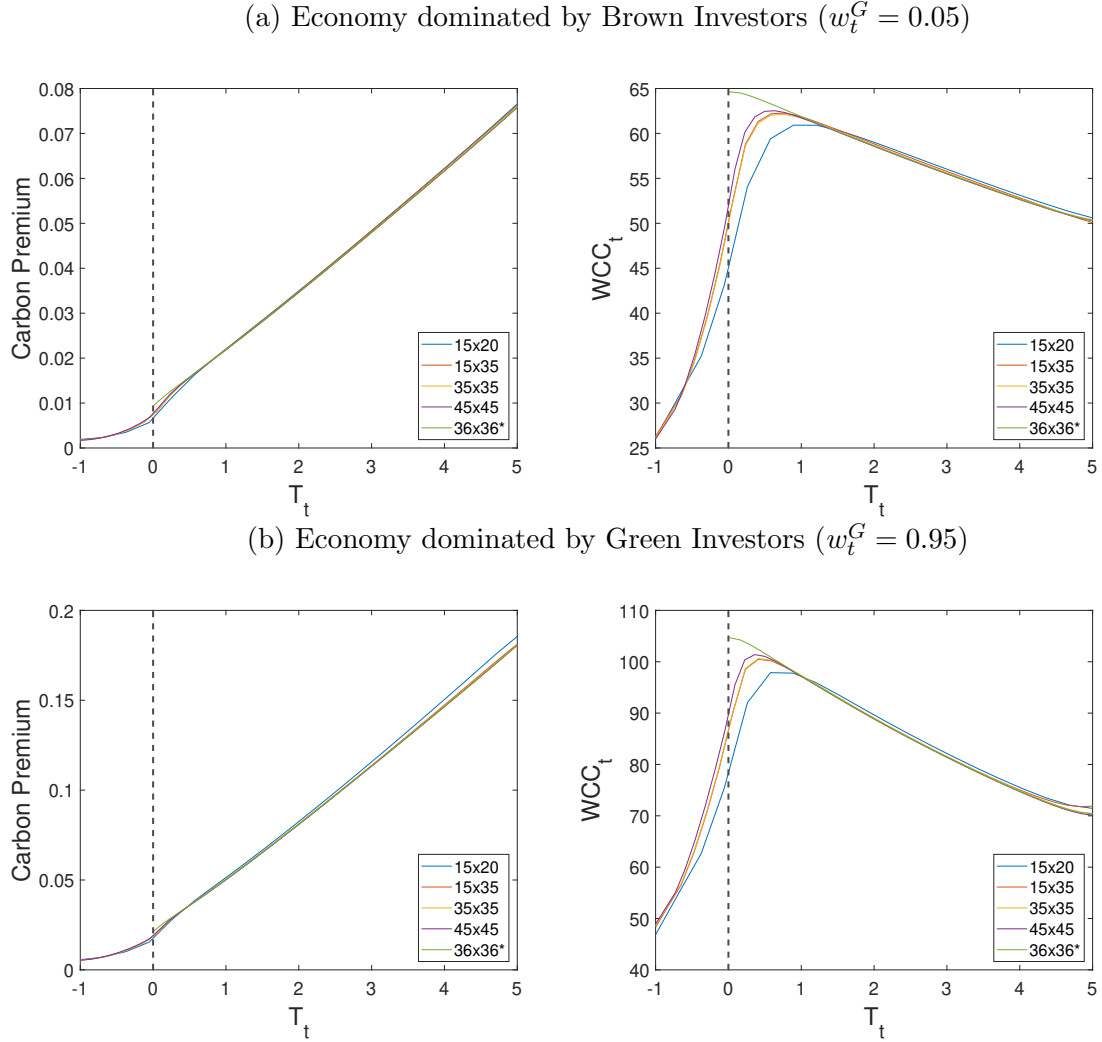 (a) Economy dominated by Brown Investors ($w_t^G = 0.05$)
0.08
0.07
0.06
0.05
0.04
0.03
0.02
0.01
0
Carbon Premium
-1 0 1 2 3 4 5
T_t
15x20
15x35
35x35
45x45
36x36*
65
60
55
50
45
40
35
30
25
WCC_t
-1 0 1 2 3 4 5
T_t
15x20
15x35
35x35
45x45
36x36*
(b) Economy dominated by Green Investors ($w_t^G = 0.95$)
0.2
0.15
0.1
0.05
0
Carbon Premium
-1 0 1 2 3 4 5
T_t
15x20
15x35
35x35
45x45
36x36*
110
100
90
80
70
60
50
40
WCC_t
-1 0 1 2 3 4 5
T_t
15x20
15x35
35x35
45x45
36x36*